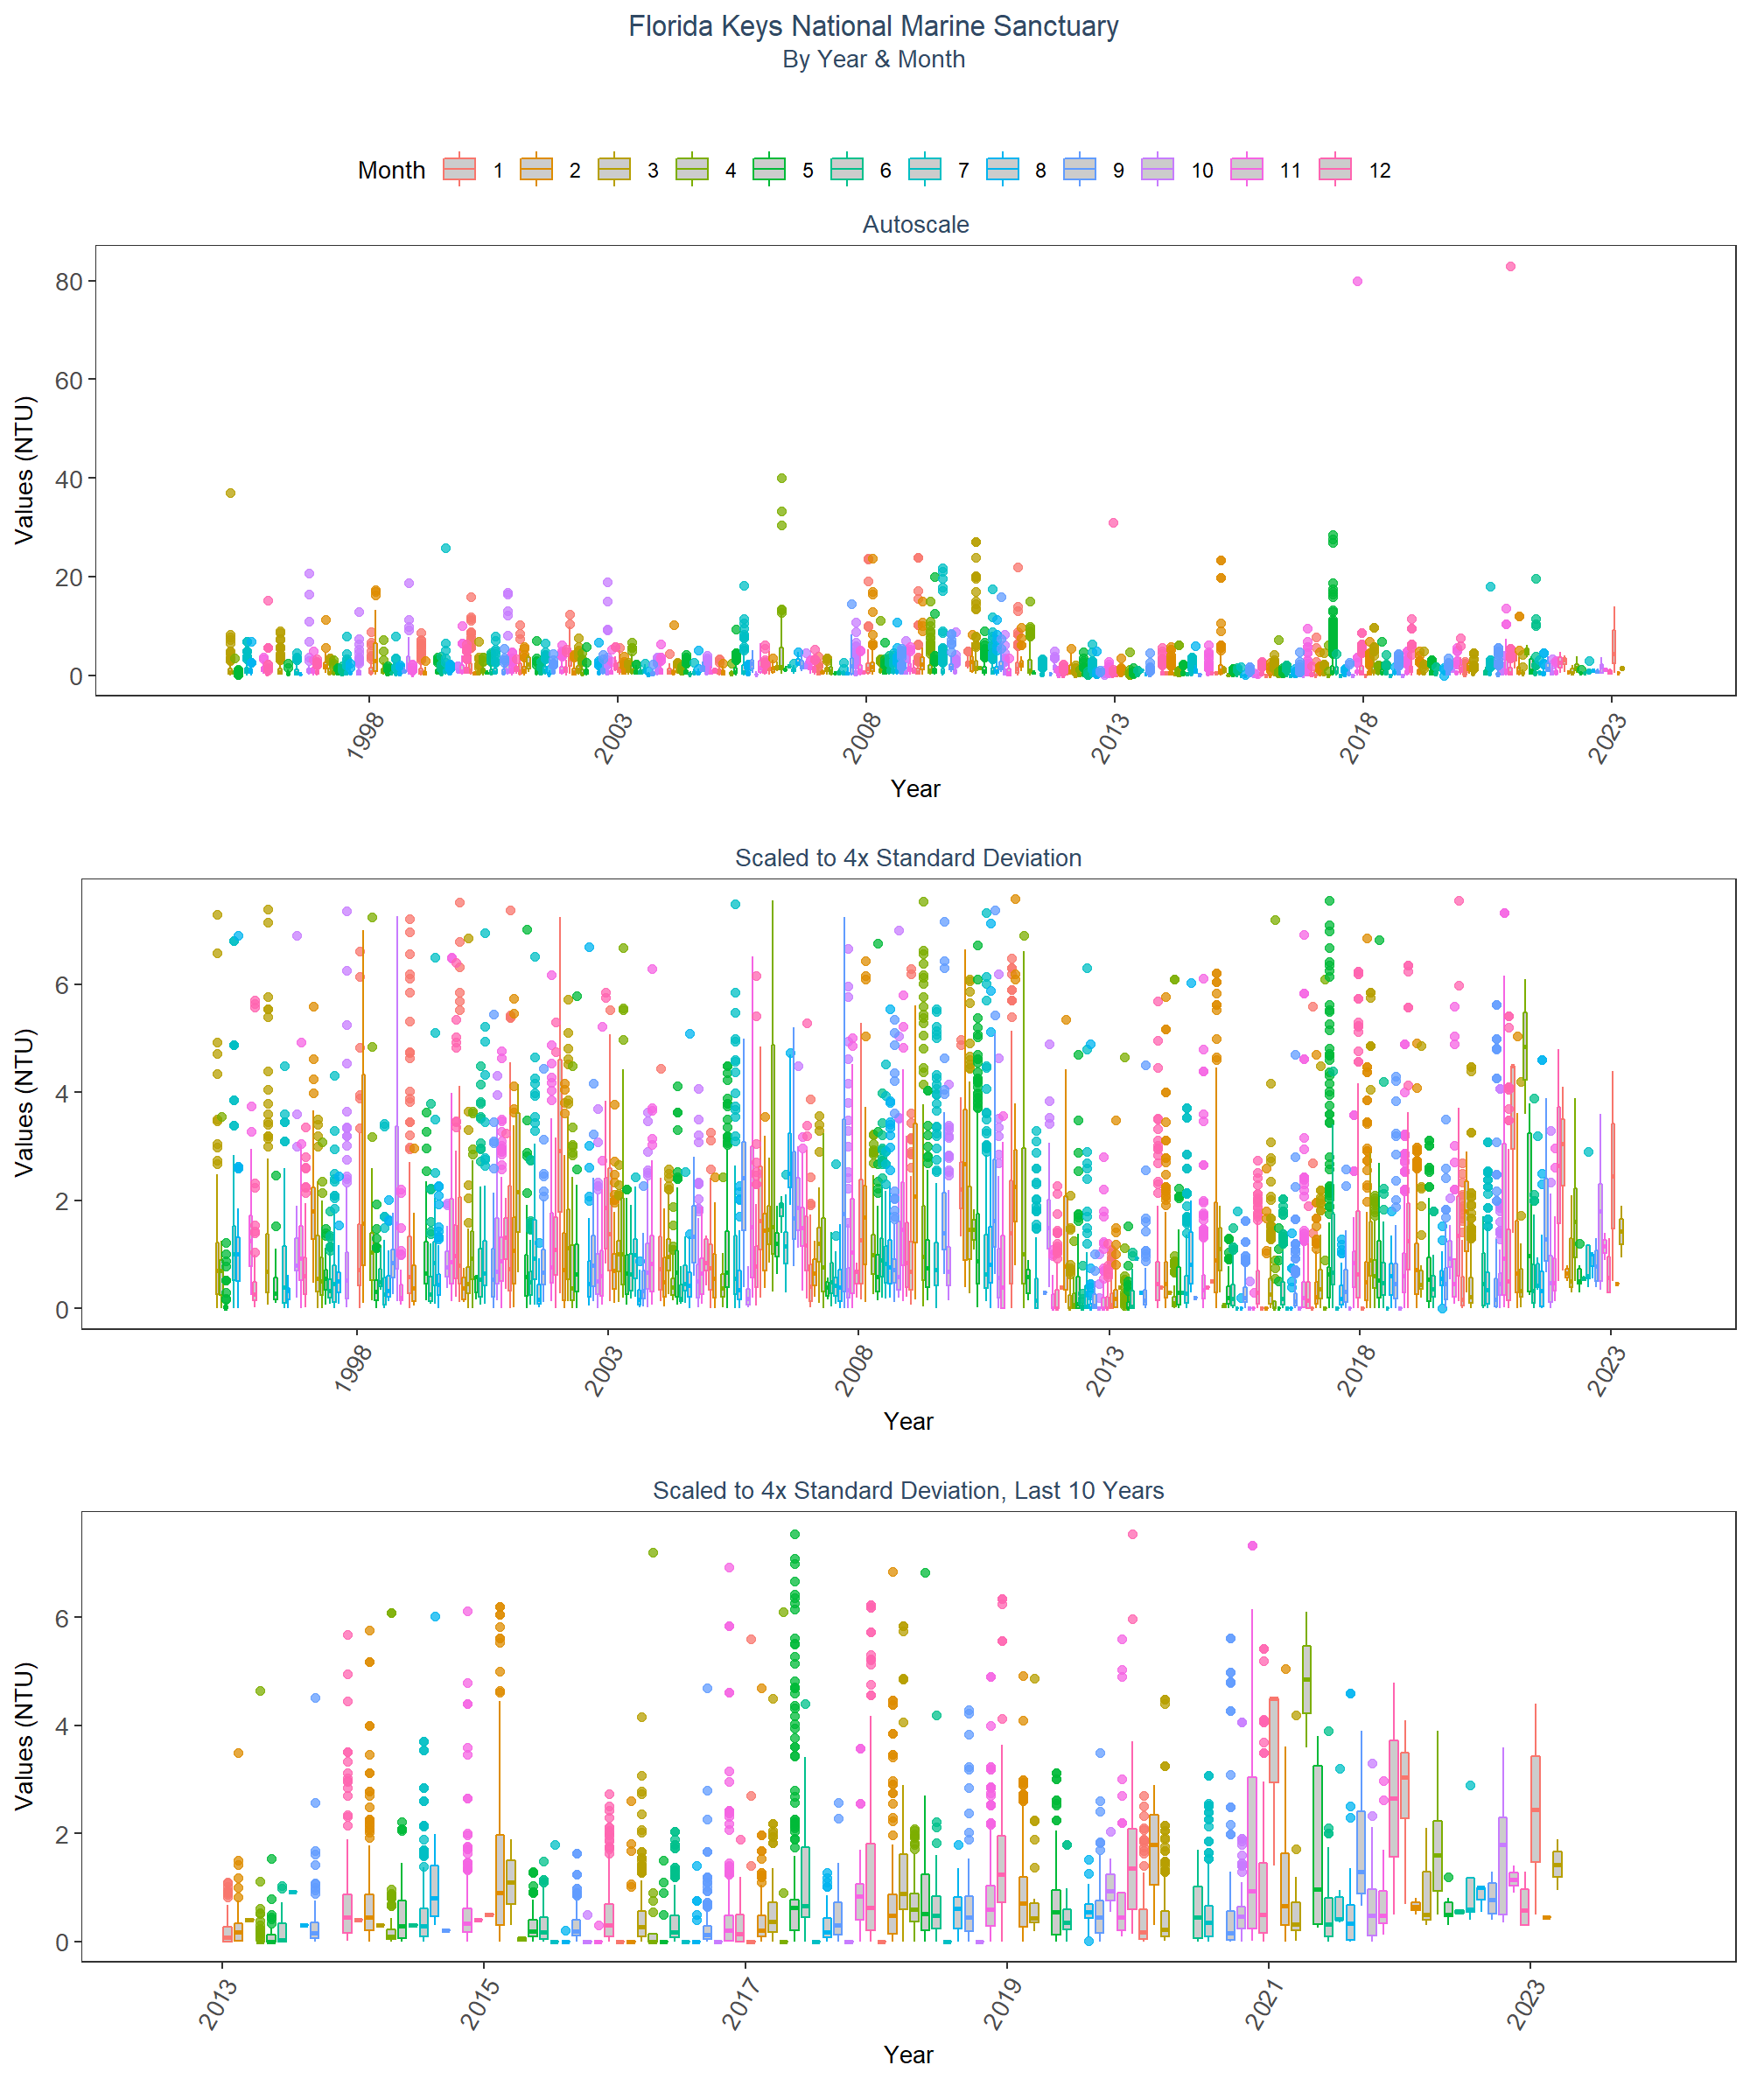 Florida Keys National Marine Sanctuary
By Year & Month
Month 1 2 3 4 5 6 7 8 9 10 11 12
Autoscale
Values (NTU)
80
60
40
20
0
1998 2003 2008 2013 2018 2023
Year
Scaled to 4x Standard Deviation
Values (NTU)
6
4
2
0
1998 2003 2008 2013 2018 2023
Year
Scaled to 4x Standard Deviation, Last 10 Years
Values (NTU)
6
4
2
0
2013 2015 2017 2019 2021 2023
Year